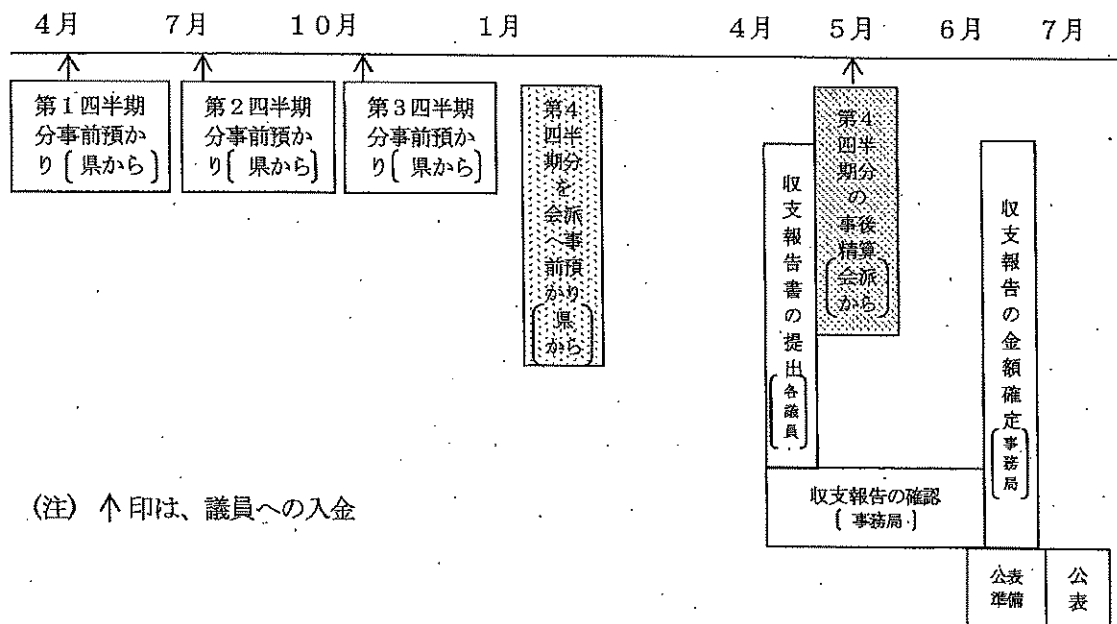 4月 7月 10月 1月 4月 5月 6月 7月
第1四半期
分事前預か
り〔県から〕
第2四半期
分事前預か
り〔県から〕
第3四半期
分事前預か
り〔県から〕
第4四半期分を会派へ事前預かり〔県から〕
収支報告書の提出〔各議員〕
第4四半期分の事後精算〔会派から〕
収支報告の金額確定〔事務局〕
収支報告の確認
〔事務局〕
(注) ↑印は、議員への入金
公表
準備
公
表